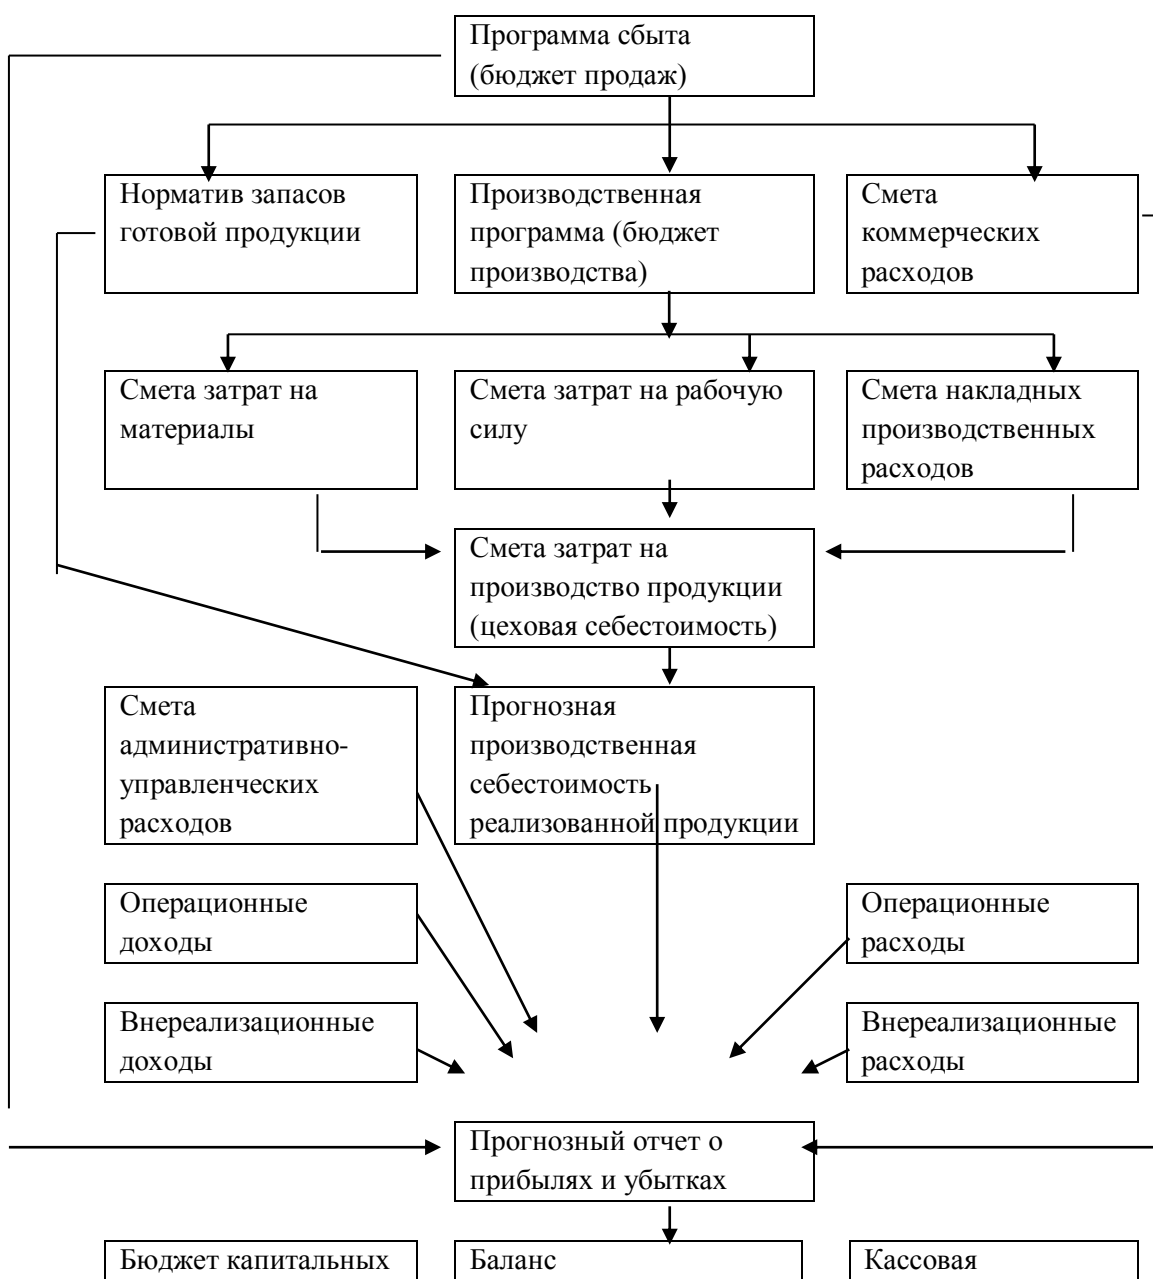 Программа сбыта
(бюджет продаж)
Норматив запасов
готовой продукции
Производственная
программа (бюджет
производства)
Смета
коммерческих
расходов
Смета затрат на
материалы
Смета затрат на рабочую
силу
Смета накладных
производственных
расходов
Смета затрат на
производство продукции
(цеховая себестоимость)
Смета
административно-
управленческих
расходов
Прогнозная
производственная
себестоимость
реализованной продукции
Операционные
доходы
Операционные
расходы
Внереализационные
доходы
Внереализационные
расходы
Прогнозный отчет о
прибылях и убытках
Бюджет капитальных
Баланс
Кассовая